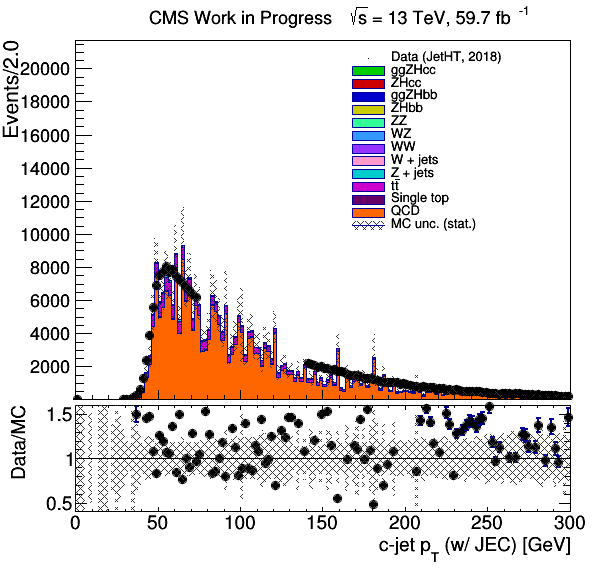 CMS Work in Progress √s = 13 TeV, 59.7 fb⁻¹
Events/2.0
20000
18000
16000
14000
12000
10000
8000
6000
4000
2000
Data (JetHT, 2018)
ggZHcc
ZHcc
ggZHbb
ZHbb
ZZ
WZ
WW
W + jets
Z + jets
tt̄
Single top
QCD
MC unc. (stat.)
Data/MC
1.5
1
0.5
0 50 100 150 200 250 300
c-jet p_T (w/ JEC) [GeV]